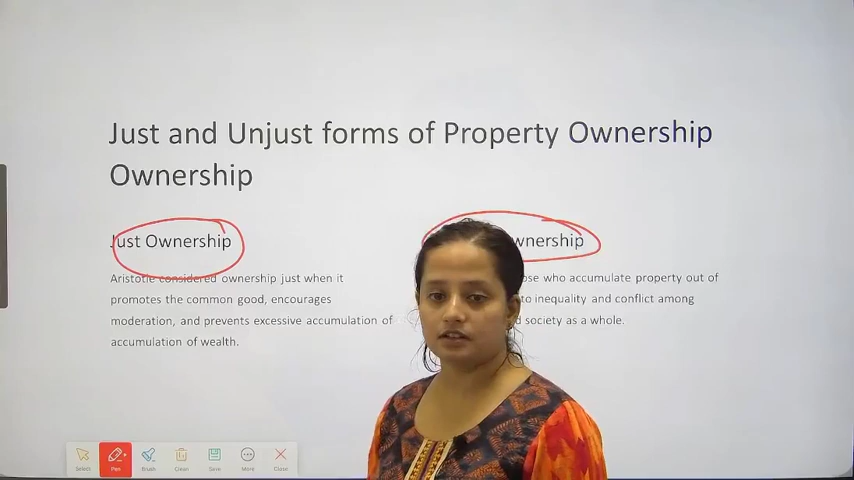 Just and Unjust forms of Property Ownership
Ownership
Just Ownership
Aristotle considered ownership just when it
promotes the common good, encourages
moderation, and prevents excessive accumulation of
accumulation of wealth.
wnership
ose who accumulate property out of
to inequality and conflict among
d society as a whole.
Select
Pen
Brush
Clean
Save
More
Close